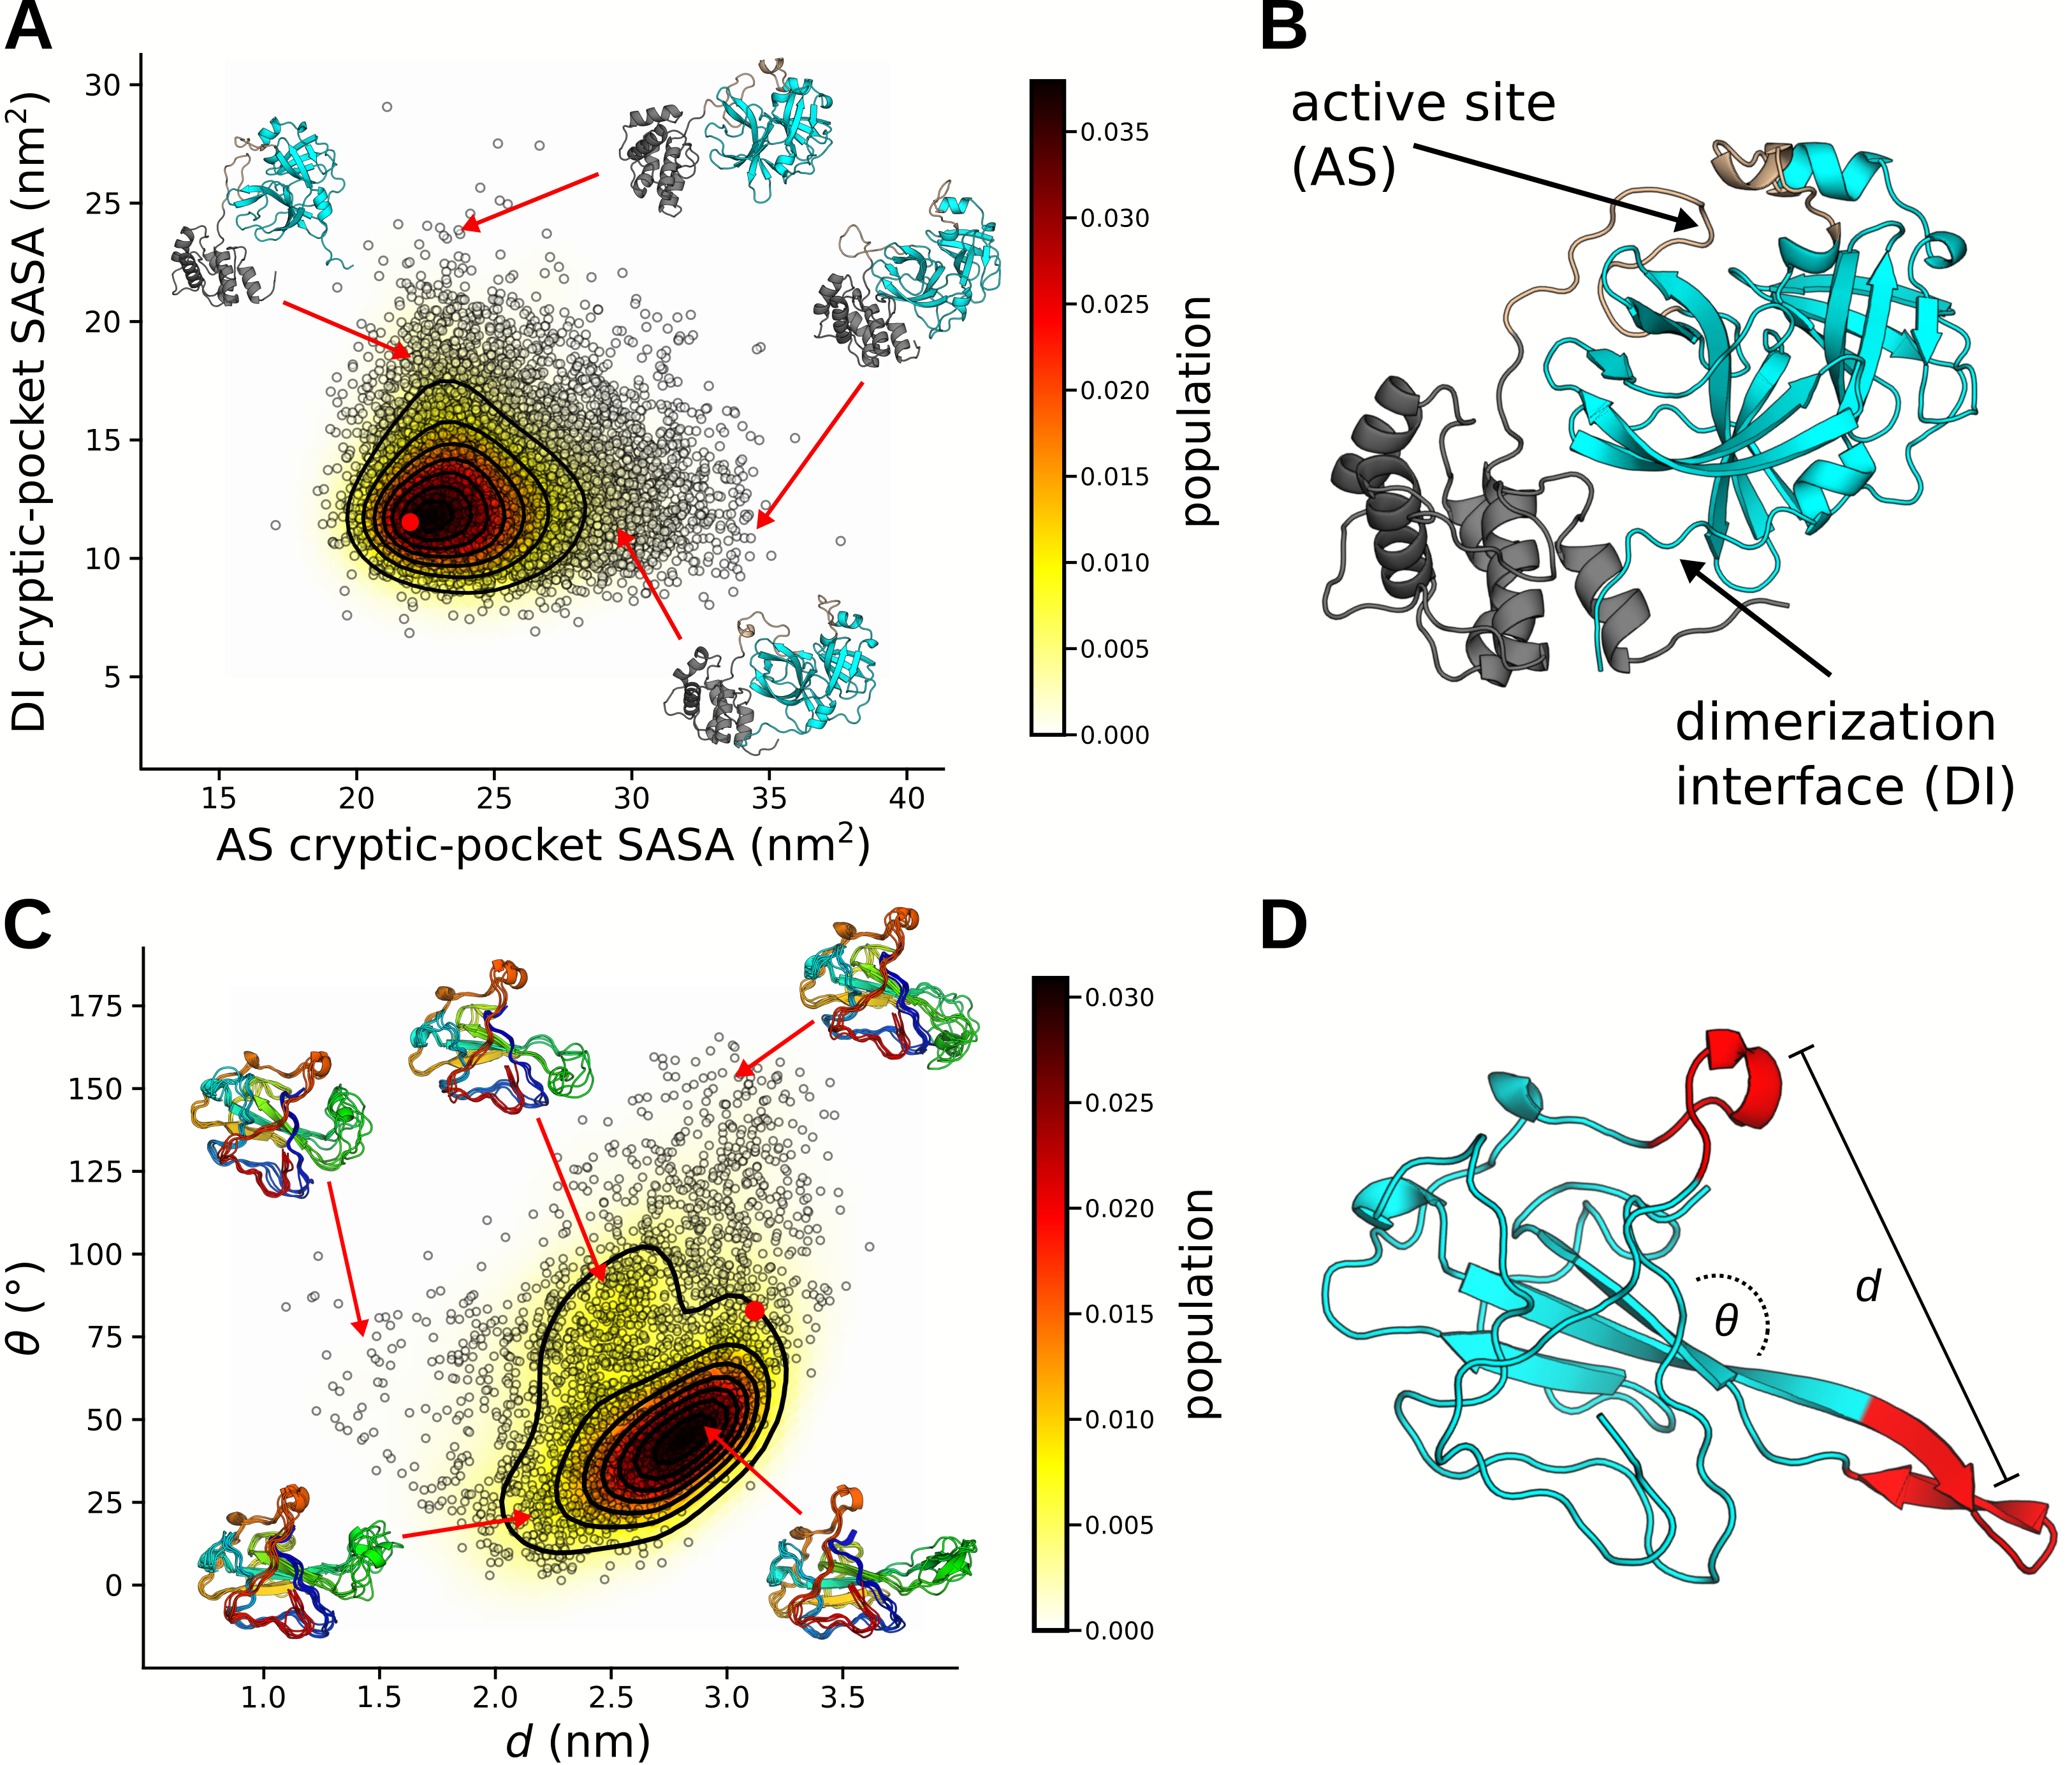 A
DI cryptic-pocket SASA (nm²)
30
25
20
15
10
5
15 20 25 30 35 40
AS cryptic-pocket SASA (nm²)
0.035
0.030
0.025
0.020
0.015
0.010
0.005
0.000
population
B
active site
(AS)
dimerization
interface (DI)
C
θ (°)
175
150
125
100
75
50
25
0
1.0 1.5 2.0 2.5 3.0 3.5
d (nm)
0.030
0.025
0.020
0.015
0.010
0.005
0.000
population
D
d
θ